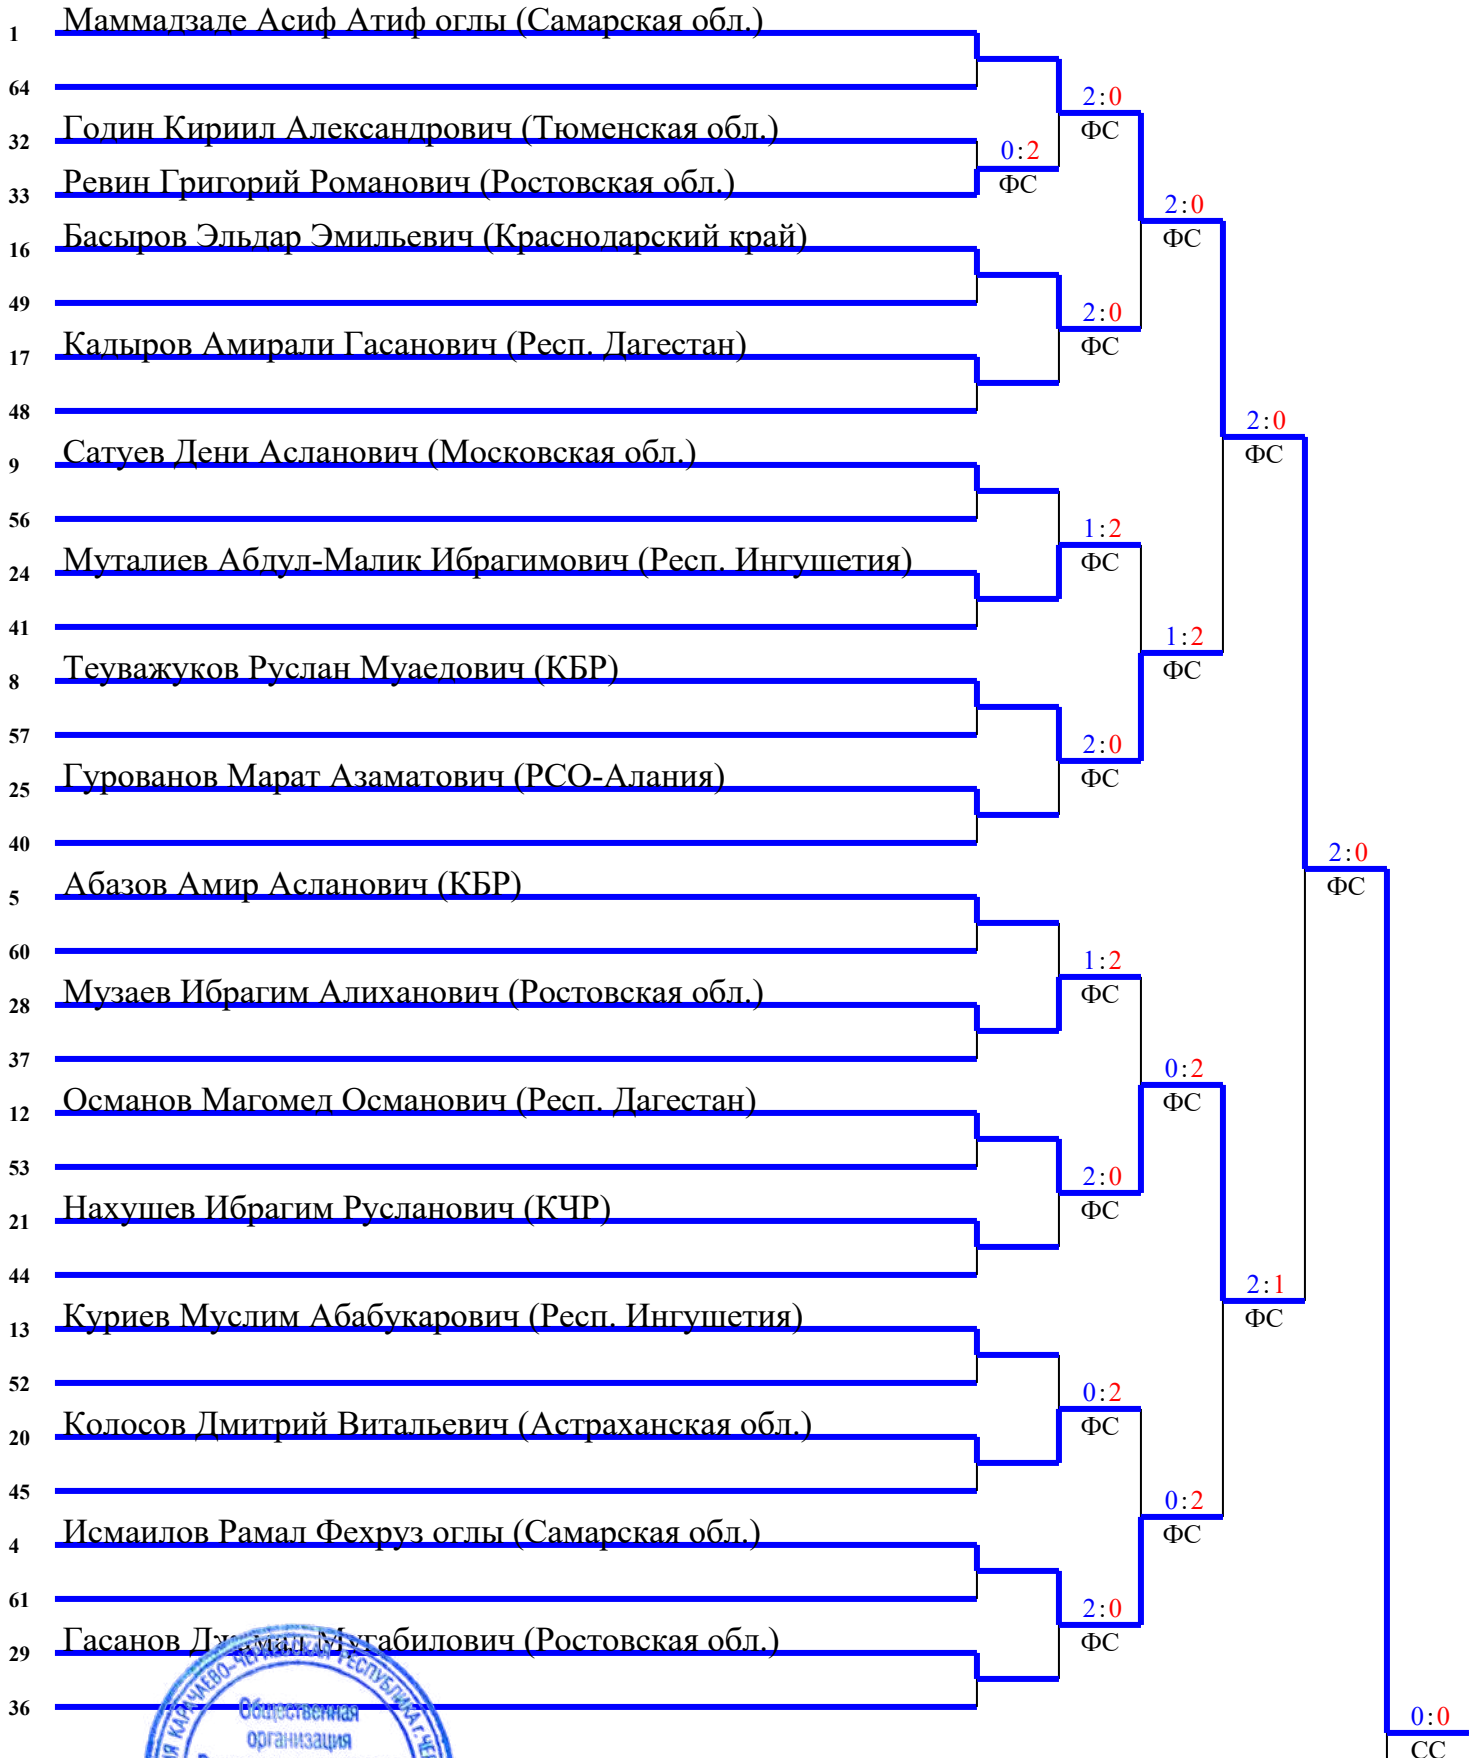 1 Маммадзаде Асиф Атиф оглы (Самарская обл.)
64
2:0
ФС
32 Годин Кириил Александрович (Тюменская обл.)
0:2
ФС
33 Ревин Григорий Романович (Ростовская обл.)
2:0
ФС
16 Басыров Эльдар Эмильевич (Краснодарский край)
49
2:0
ФС
17 Кадыров Амирали Гасанович (Респ. Дагестан)
48
2:0
ФС
9 Сатуев Дени Асланович (Московская обл.)
56
1:2
ФС
24 Муталиев Абдул-Малик Ибрагимович (Респ. Ингушетия)
41
1:2
ФС
8 Теуважуков Руслан Муаедович (КБР)
57
2:0
ФС
25 Гурованов Марат Азаматович (РСО-Алания)
40
2:0
ФС
5 Абазов Амир Асланович (КБР)
60
1:2
ФС
28 Музаев Ибрагим Алиханович (Ростовская обл.)
37
0:2
ФС
12 Османов Магомед Османович (Респ. Дагестан)
53
2:0
ФС
21 Нахушев Ибрагим Русланович (КЧР)
44
2:1
ФС
13 Куриев Муслим Абабукарович (Респ. Ингушетия)
52
0:2
ФС
20 Колосов Дмитрий Витальевич (Астраханская обл.)
45
0:2
ФС
4 Исмаилов Рамал Фехруз оглы (Самарская обл.)
61
2:0
ФС
29 Гасанов Джамал Мугабилович (Ростовская обл.)
36
КАРАЧАЕВО-ЧЕРКЕССКАЯ РЕСПУБЛИКА
Общественная
организация
0:0
СС